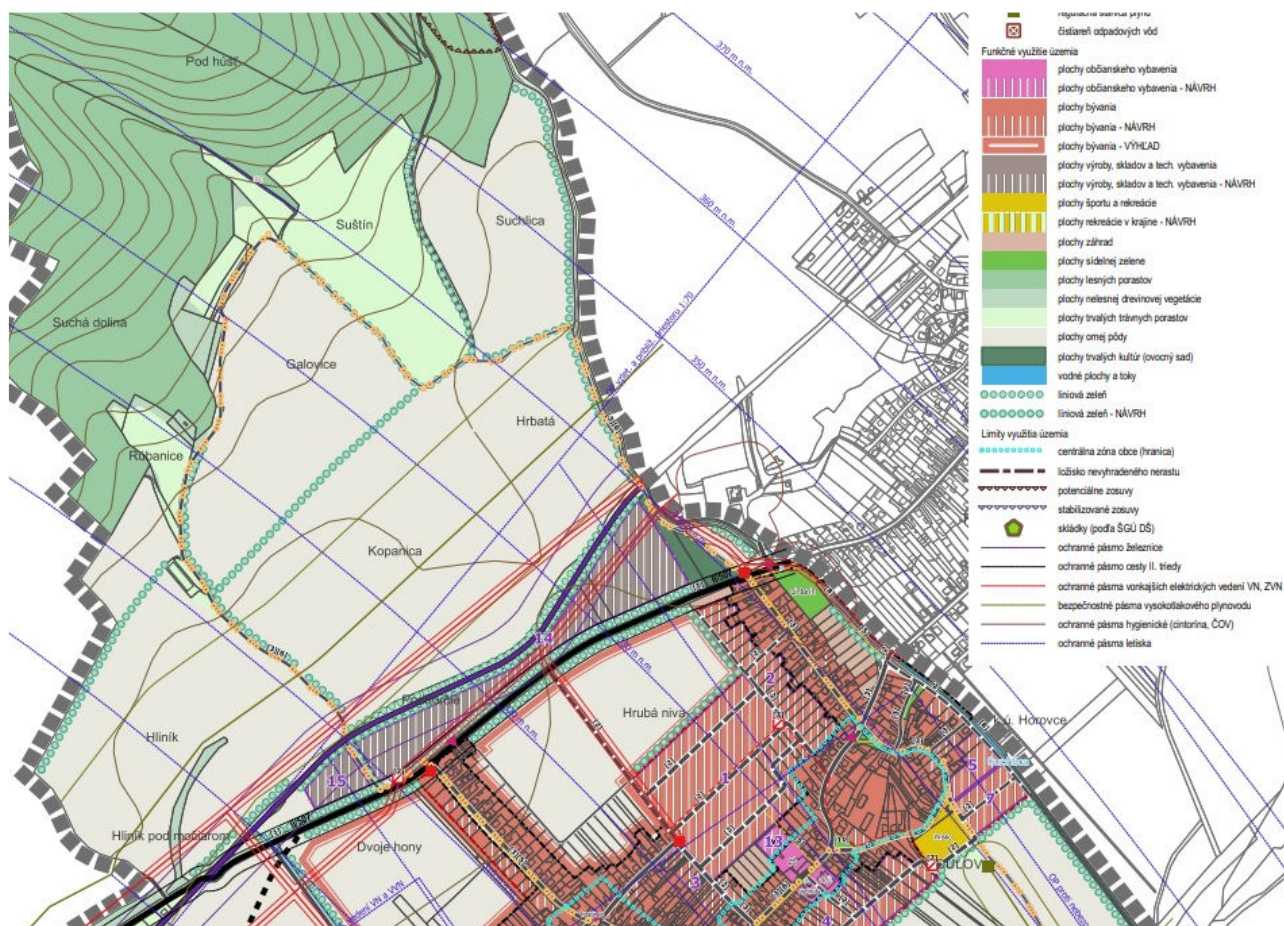 Pod húšť
370 m n.m.
Suštín
Suchlica
360 m n.m.
Suchá dolina
Galovice
350 m n.m.
Hrbatá
Rúbanice
Kopanica
14
2
Hrubá niva
k.ú. Horovce
Hliník
15
1
5
7
Hliník pod močiarom
Dvoje hony
13
3
4
vedení VN a VVN
regulačná stanica plynu
čistiareň odpadových vôd
Funkčné využitie územia
plochy občianskeho vybavenia
plochy občianskeho vybavenia - NÁVRH
plochy bývania
plochy bývania - NÁVRH
plochy bývania - VÝHĽAD
plochy výroby, skladov a tech. vybavenia
plochy výroby, skladov a tech. vybavenia - NÁVRH
plochy športu a rekreácie
plochy rekreácie v krajine - NÁVRH
plochy záhrad
plochy sídelnej zelene
plochy lesných porastov
plochy nelesnej drevinovej vegetácie
plochy trvalých trávnych porastov
plochy ornej pôdy
plochy trvalých kultúr (ovocný sad)
vodné plochy a toky
líniová zeleň
líniová zeleň - NÁVRH
Limity využitia územia
centrálna zóna obce (hranica)
ložisko nevyhradeného nerastu
potenciálne zosuvy
stabilizované zosuvy
skládky (podľa ŠGÚ DŠ)
ochranné pásmo železnice
ochranné pásmo cesty II. triedy
ochranné pásma vonkajších elektrických vedení VN, ZVN
bezpečnostné pásma vysokotlakového plynovodu
ochranné pásma hygienické (cintorína, ČOV)
ochranné pásma letiska